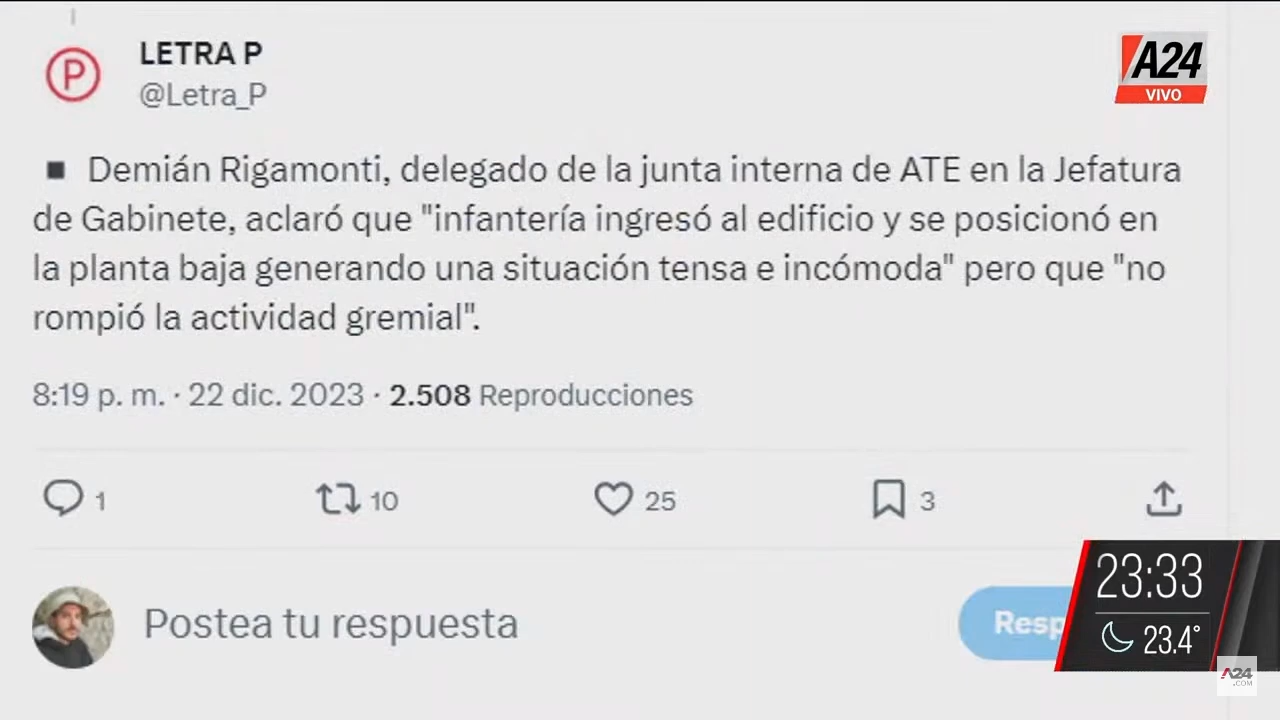 LETRA P
@Letra_P
A24
VIVO
▪ Demián Rigamonti, delegado de la junta interna de ATE en la Jefatura
de Gabinete, aclaró que "infantería ingresó al edificio y se posicionó en
la planta baja generando una situación tensa e incómoda" pero que "no
rompió la actividad gremial".
8:19 p. m. · 22 dic. 2023 · 2.508 Reproducciones
1 10 25 3
Postea tu respuesta
Resp
23:33
23.4°
A24
.COM